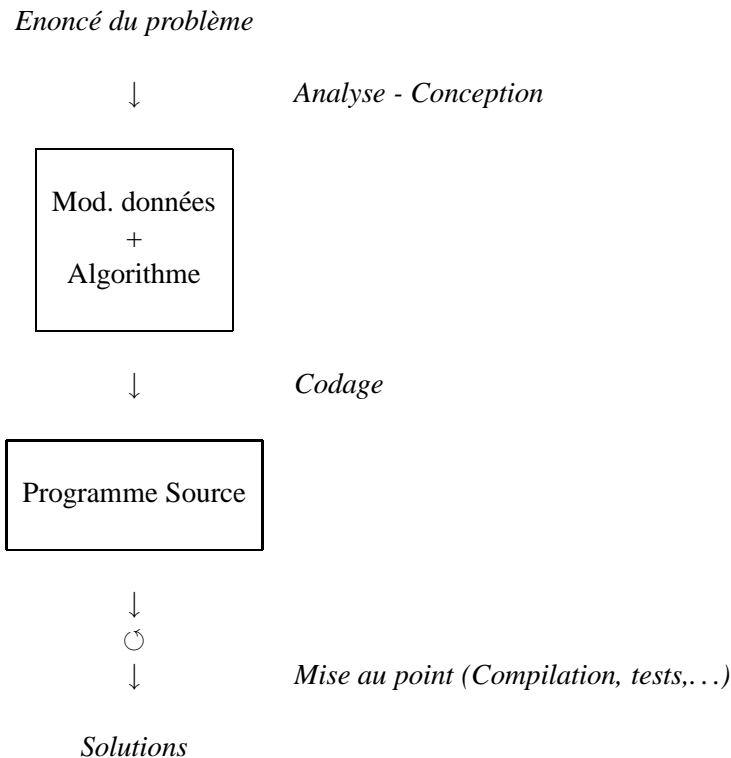 Enoncé du problème
↓ Analyse - Conception
Mod. données
+
Algorithme
↓ Codage
Programme Source
↓
↺
↓ Mise au point (Compilation, tests,. . . )
Solutions